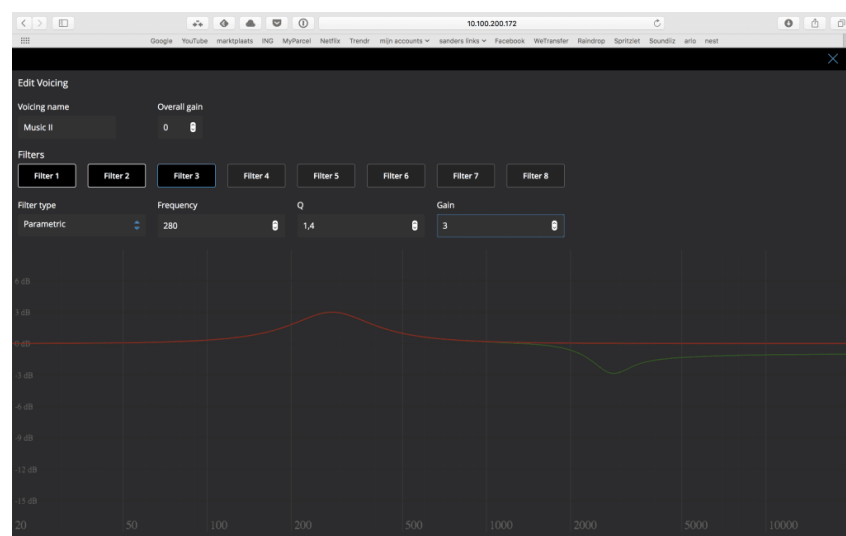 10.100.200.172
Google YouTube marktplaats ING MyParcel Netflix Trendr mijn accounts sanders links Facebook WeTransfer Raindrop Spritzlet Soundiiz arlo nest
Edit Voicing
Voicing name Overall gain
Music II 0
Filters
Filter 1 Filter 2 Filter 3 Filter 4 Filter 5 Filter 6 Filter 7 Filter 8
Filter type Frequency Q Gain
Parametric 280 1,4 3
6 dB
3 dB
0 dB
-3 dB
-6 dB
-9 dB
-12 dB
-15 dB
20 50 100 200 500 1000 2000 5000 10000